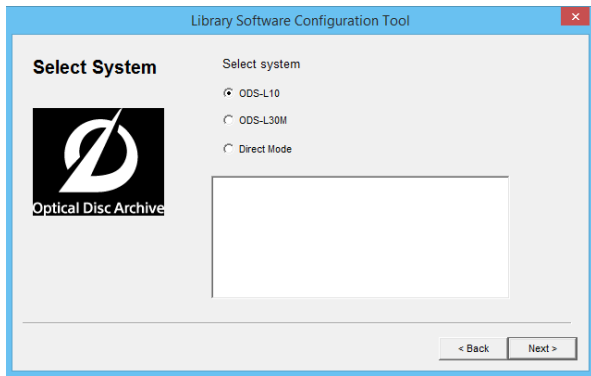 Library Software Configuration Tool
Select System
Select system
ODS-L10
ODS-L30M
Direct Mode
Optical Disc Archive
< Back
Next >